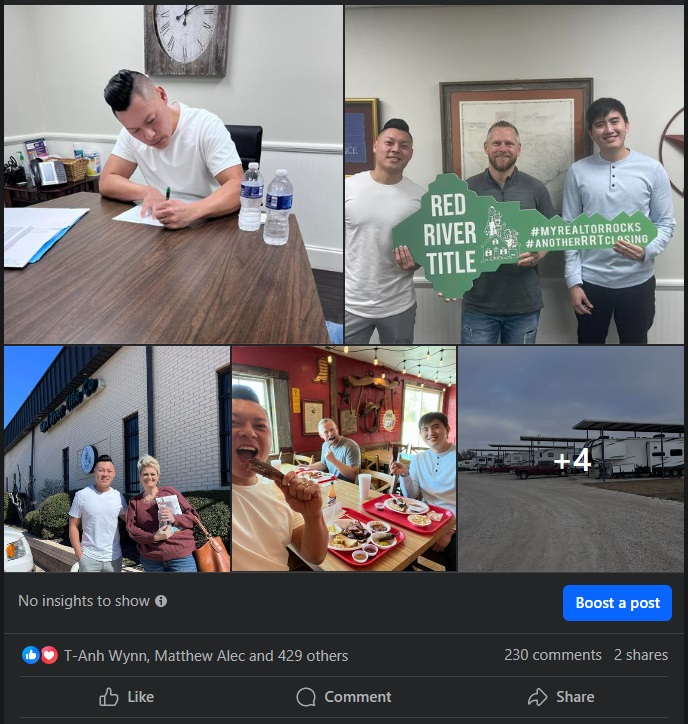 RED
RIVER
TITLE
#MYREALTORROCKS
#ANOTHERRRTCLOSING
+4
No insights to show
Boost a post
T-Anh Wynn, Matthew Alec and 429 others
230 comments 2 shares
Like
Comment
Share